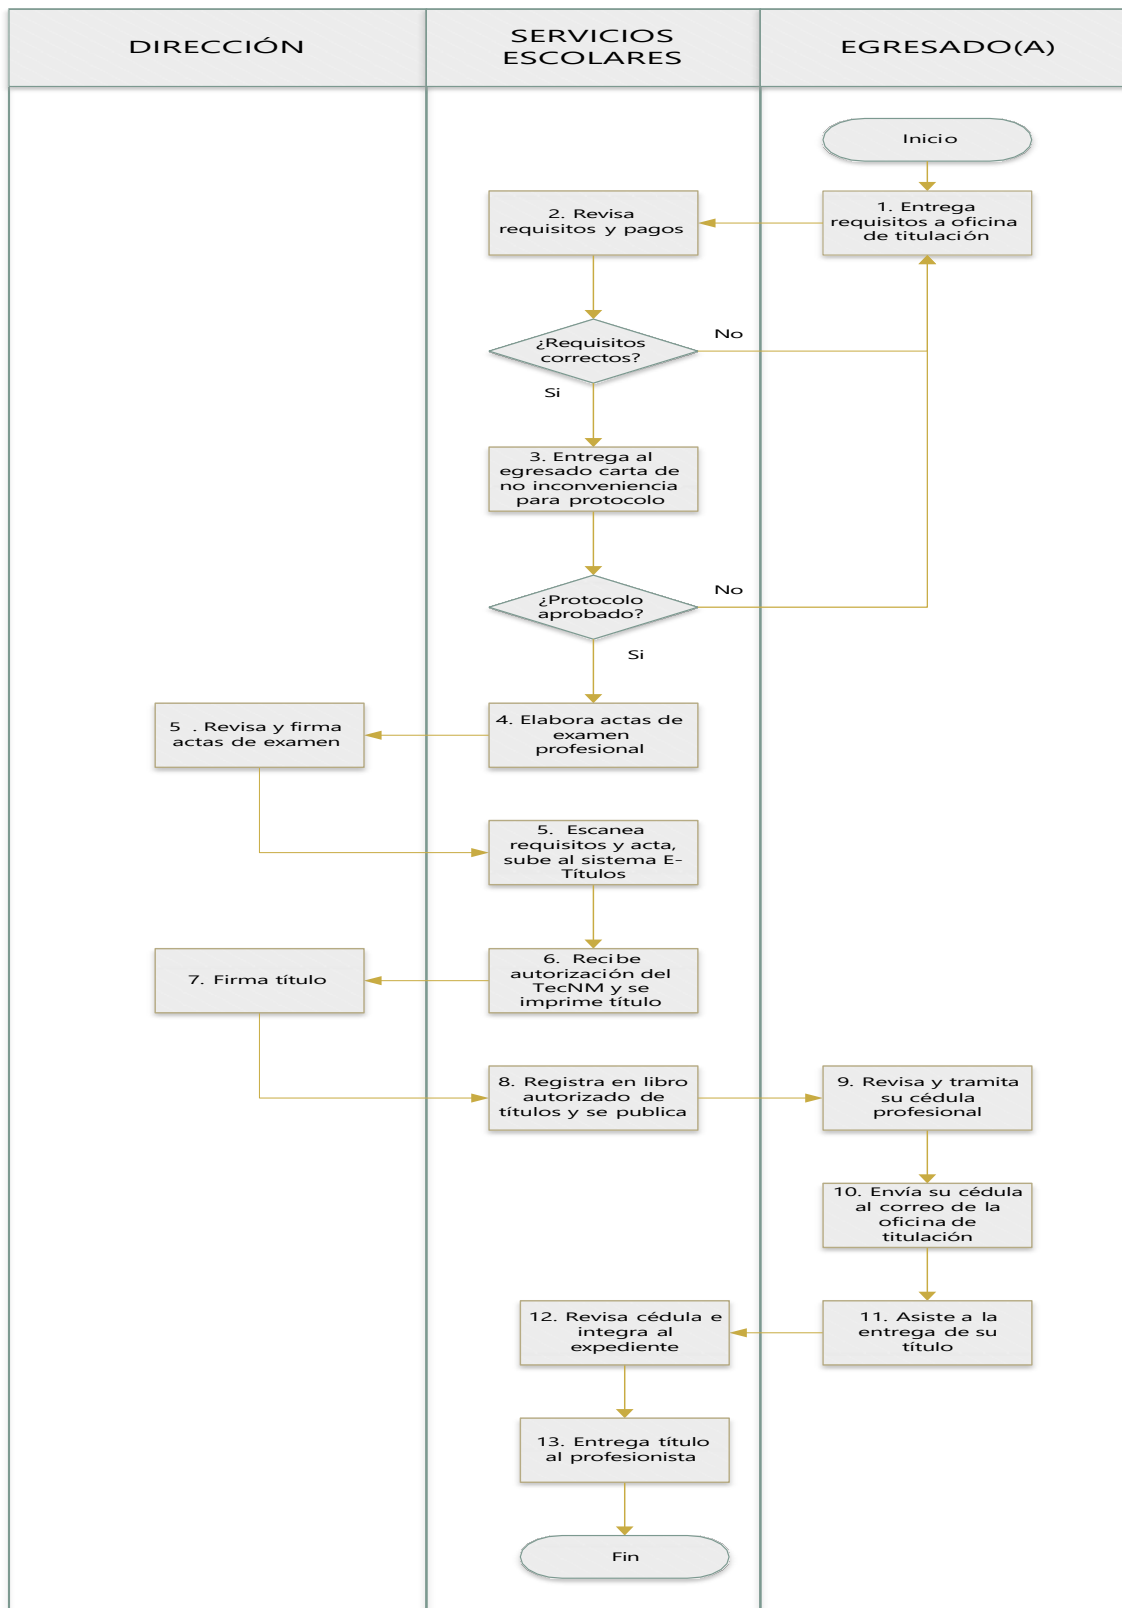 DIRECCIÓN
SERVICIOS
ESCOLARES
EGRESADO(A)
Inicio
1. Entrega
requisitos a oficina
de titulación
2. Revisa
requisitos y pagos
¿Requisitos
correctos?
No
Si
3. Entrega al
egresado carta de
no inconveniencia
para protocolo
¿Protocolo
aprobado?
No
Si
4. Elabora actas de
examen
profesional
5 . Revisa y firma
actas de examen
5. Escanea
requisitos y acta,
sube al sistema E-
Títulos
6. Recibe
autorización del
TecNM y se
imprime título
7. Firma título
8. Registra en libro
autorizado de
títulos y se publica
9. Revisa y tramita
su cédula
profesional
10. Envía su cédula
al correo de la
oficina de
titulación
11. Asiste a la
entrega de su
título
12. Revisa cédula e
integra al
expediente
13. Entrega título
al profesionista
Fin